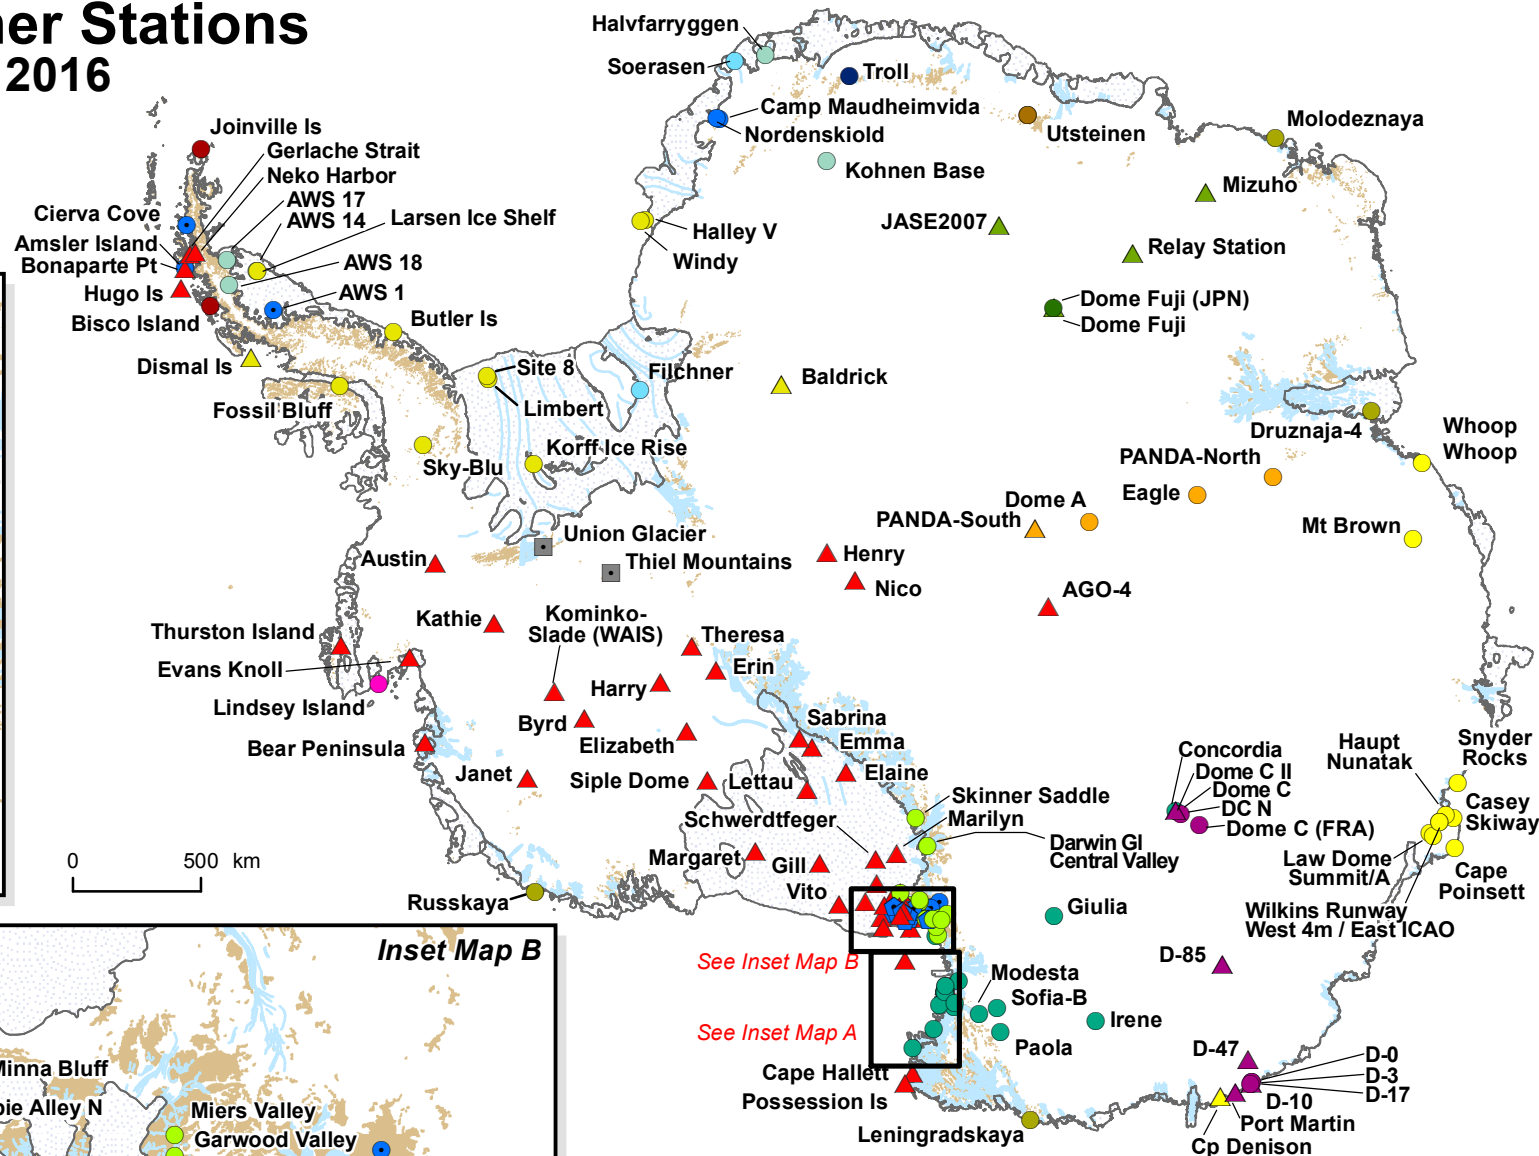 er Stations
2016
Halvfarryggen
Soerasen
Troll
Camp Maudheimvida
Nordenskiold
Utsteinen
Molodeznaya
Kohnen Base
Mizuho
JASE2007
Relay Station
Halley V
Windy
Dome Fuji (JPN)
Dome Fuji
Joinville Is
Gerlache Strait
Neko Harbor
AWS 17
AWS 14
Larsen Ice Shelf
Cierva Cove
Amsler Island
Bonaparte Pt
AWS 18
Hugo Is
AWS 1
Bisco Island
Butler Is
Dismal Is
Site 8
Filchner
Baldrick
Limbert
Fossil Bluff
Korff Ice Rise
Sky-Blu
Druznaja-4
Whoop
Whoop
PANDA-North
Eagle
Dome A
PANDA-South
Mt Brown
Union Glacier
Thiel Mountains
Austin
Henry
Nico
AGO-4
Kathie
Kominko-
Slade (WAIS)
Theresa
Thurston Island
Evans Knoll
Erin
Harry
Lindsey Island
Byrd
Sabrina
Elizabeth
Emma
Bear Peninsula
Janet
Siple Dome
Lettau
Elaine
Concordia
Dome C II
Dome C
DC N
Dome C (FRA)
Haupt
Nunatak
Snyder
Rocks
Casey
Skiway
Skinner Saddle
Marilyn
Schwerdtfeger
Darwin Gl
Central Valley
Law Dome
Summit/A
Cape
Poinsett
0 500 km
Margaret
Gill
Vito
Russkaya
Giulia
Wilkins Runway
West 4m / East ICAO
D-85
See Inset Map B
Modesta
Sofia-B
Irene
See Inset Map A
Paola
Cape Hallett
Possession Is
D-47
D-0
D-3
D-17
D-10
Port Martin
Leningradskaya
Cp Denison
Inset Map B
Minna Bluff
bie Alley N
Miers Valley
Garwood Valley